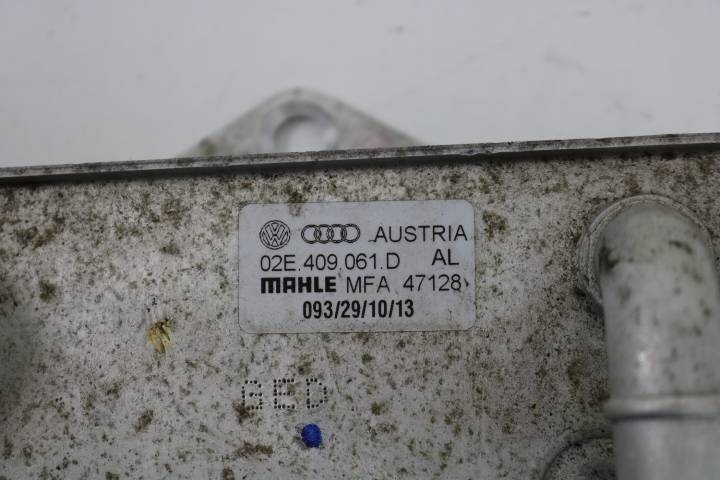 AUSTRIA
02E.409.061.D AL
MAHLE MFA 47128
093/29/10/13
GED